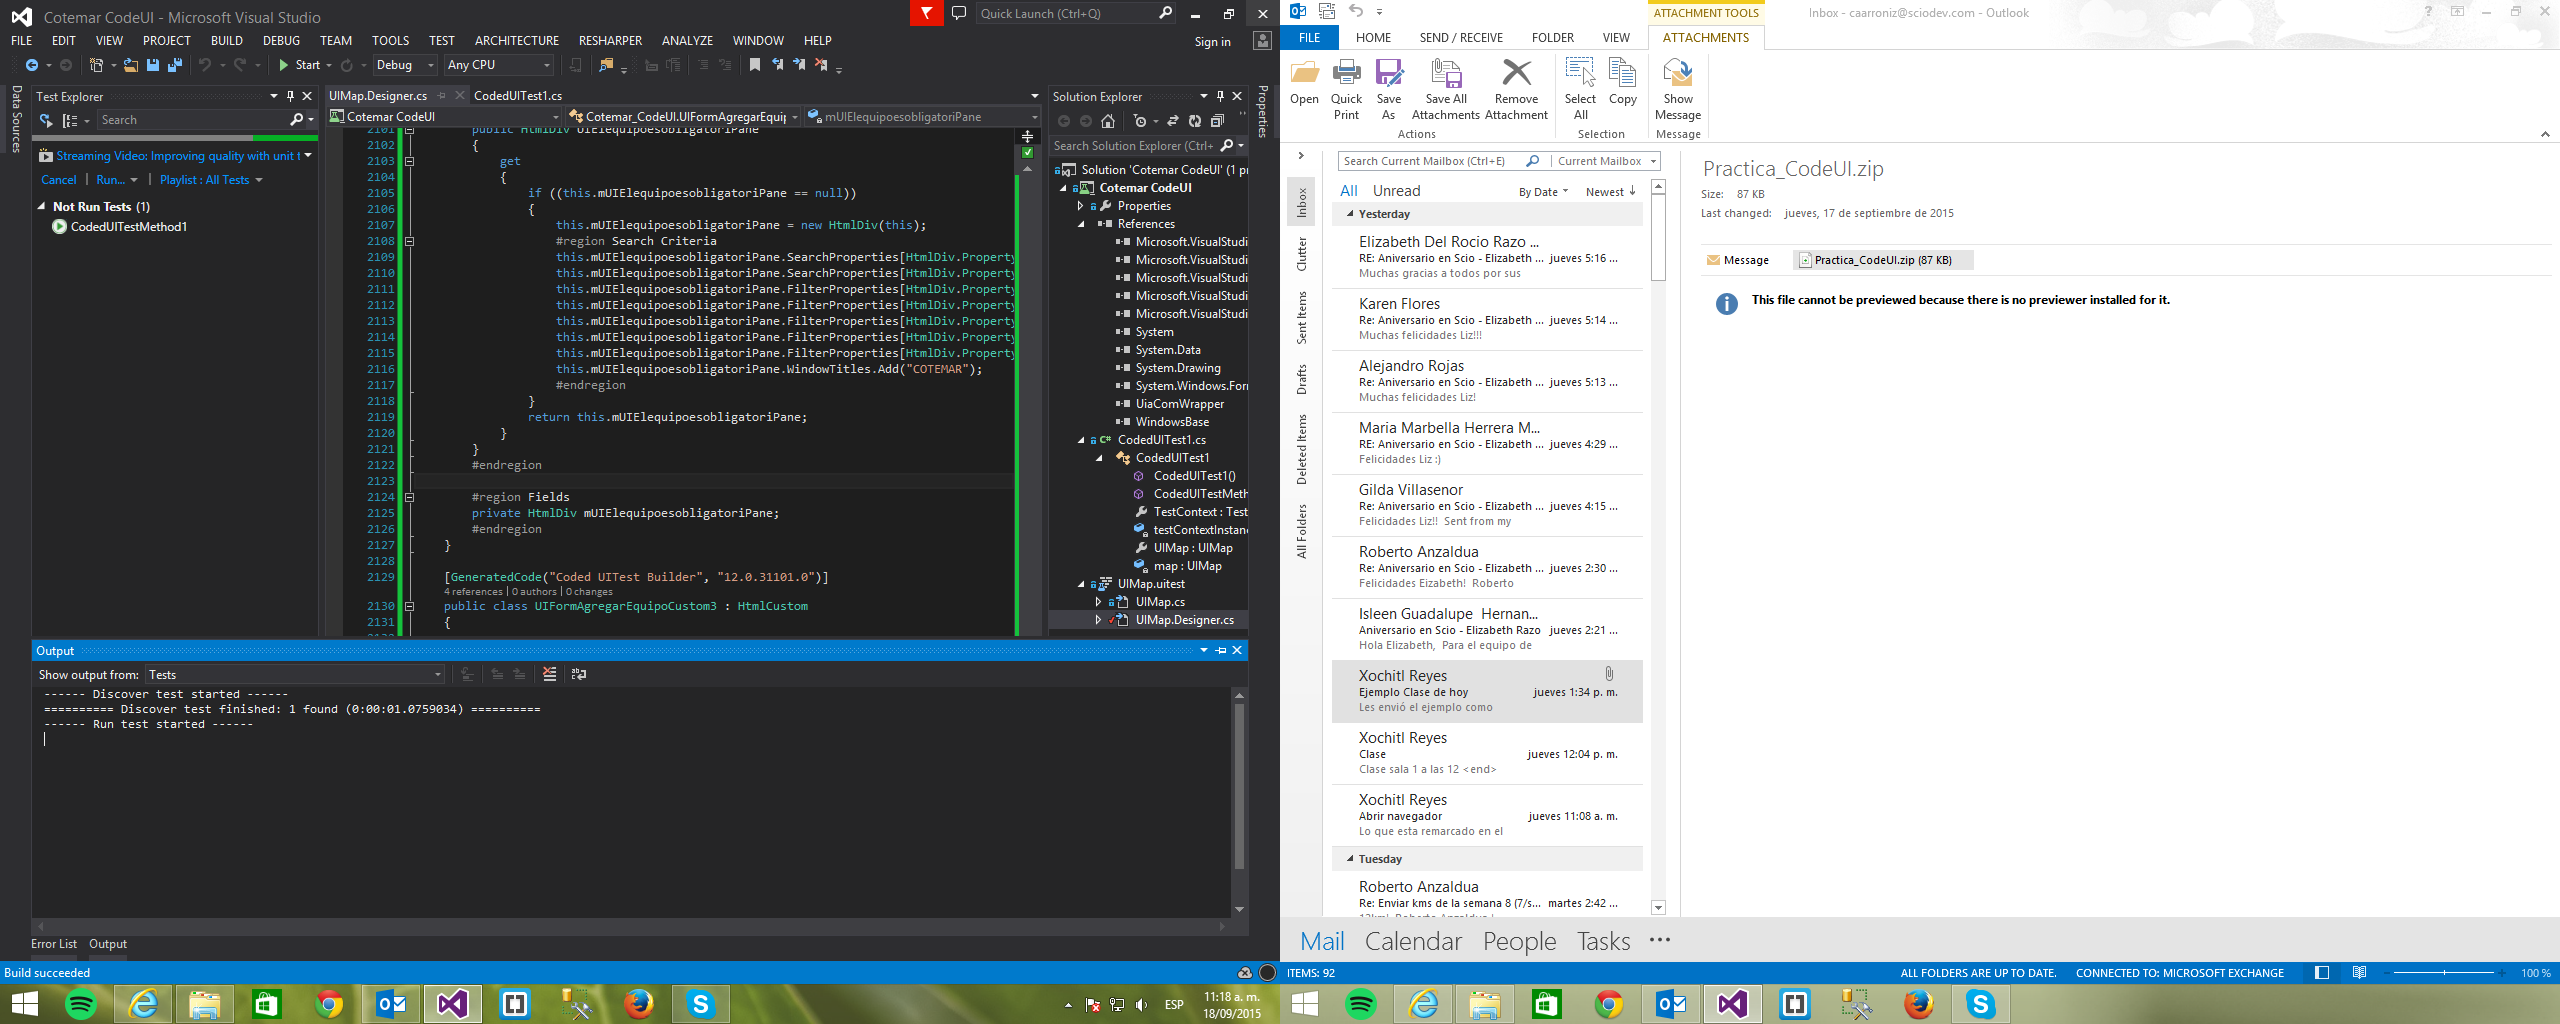 Cotemar CodeUI - Microsoft Visual Studio
Quick Launch (Ctrl+Q)
FILE EDIT VIEW PROJECT BUILD DEBUG TEAM TOOLS TEST ARCHITECTURE RESHARPER ANALYZE WINDOW HELP
Sign in
Start Debug Any CPU
Data Sources
Test Explorer
Search
Streaming Video: Improving quality with unit t
Cancel | Run... | Playlist : All Tests
Not Run Tests (1)
CodedUITestMethod1
UIMap.Designer.cs CodedUITest1.cs
Cotemar CodeUI Cotemar_CodeUI.UIFormAgregarEquip mUIElequipoesobligatoriPane
2101 public HtmlDiv UIElequipoesobligatoriPane
2102 {
2103 get
2104 {
2105 if ((this.mUIElequipoesobligatoriPane == null))
2106 {
2107 this.mUIElequipoesobligatoriPane = new HtmlDiv(this);
2108 #region Search Criteria
2109 this.mUIElequipoesobligatoriPane.SearchProperties[HtmlDiv.Property
2110 this.mUIElequipoesobligatoriPane.SearchProperties[HtmlDiv.Property
2111 this.mUIElequipoesobligatoriPane.FilterProperties[HtmlDiv.Property
2112 this.mUIElequipoesobligatoriPane.FilterProperties[HtmlDiv.Property
2113 this.mUIElequipoesobligatoriPane.FilterProperties[HtmlDiv.Property
2114 this.mUIElequipoesobligatoriPane.FilterProperties[HtmlDiv.Property
2115 this.mUIElequipoesobligatoriPane.FilterProperties[HtmlDiv.Property
2116 this.mUIElequipoesobligatoriPane.WindowTitles.Add("COTEMAR");
2117 #endregion
2118 }
2119 return this.mUIElequipoesobligatoriPane;
2120 }
2121 }
2122 #endregion
2123
2124 #region Fields
2125 private HtmlDiv mUIElequipoesobligatoriPane;
2126 #endregion
2127 }
2128
2129 [GeneratedCode("Coded UITest Builder", "12.0.31101.0")]
4 references | 0 authors | 0 changes
2130 public class UIFormAgregarEquipoCustom3 : HtmlCustom
2131 {
Solution Explorer
Search Solution Explorer (Ctrl+
Solution 'Cotemar CodeUI' (1 pr
Cotemar CodeUI
Properties
References
Microsoft.VisualStudi
Microsoft.VisualStudi
Microsoft.VisualStudi
Microsoft.VisualStudi
Microsoft.VisualStudi
System
System.Data
System.Drawing
System.Windows.For
UiaComWrapper
WindowsBase
CodedUITest1.cs
CodedUITest1
CodedUITest1()
CodedUITestMeth
TestContext : Test
testContextInstanc
UIMap : UIMap
map : UIMap
UIMap.uitest
UIMap.cs
UIMap.Designer.cs
Properties
Output
Show output from: Tests
------ Discover test started ------
========== Discover test finished: 1 found (0:00:01.0759034) ==========
------ Run test started ------
Error List Output
Build succeeded
ESP
11:18 a. m.
18/09/2015
ATTACHMENT TOOLS
Inbox - caarroniz@sciodev.com - Outlook
FILE HOME SEND / RECEIVE FOLDER VIEW ATTACHMENTS
Open
Quick Print
Save As
Save All Attachments
Remove Attachment
Select All
Copy
Show Message
Actions Selection Message
Inbox
Clutter
Sent Items
Drafts
Deleted Items
All Folders
Search Current Mailbox (Ctrl+E) Current Mailbox
All Unread By Date Newest
Yesterday
Elizabeth Del Rocio Razo ...
RE: Aniversario en Scio - Elizabeth ... jueves 5:16 ...
Muchas gracias a todos por sus
Karen Flores
Re: Aniversario en Scio - Elizabeth ... jueves 5:14 ...
Muchas felicidades Liz!!!
Alejandro Rojas
Re: Aniversario en Scio - Elizabeth ... jueves 5:13 ...
Muchas felicidades Liz!
Maria Marbella Herrera M...
RE: Aniversario en Scio - Elizabeth ... jueves 4:29 ...
Felicidades Liz :)
Gilda Villasenor
Re: Aniversario en Scio - Elizabeth ... jueves 4:15 ...
Felicidades Liz!! Sent from my
Roberto Anzaldua
Re: Aniversario en Scio - Elizabeth ... jueves 2:30 ...
Felicidades Eizabeth! Roberto
Isleen Guadalupe Hernan...
Aniversario en Scio - Elizabeth Razo jueves 2:21 ...
Hola Elizabeth, Para el equipo de
Xochitl Reyes
Ejemplo Clase de hoy jueves 1:34 p. m.
Les envió el ejemplo como
Xochitl Reyes
Clase jueves 12:04 p. m.
Clase sala 1 a las 12 <end>
Xochitl Reyes
Abrir navegador jueves 11:08 a. m.
Lo que esta remarcado en el
Tuesday
Roberto Anzaldua
Re: Enviar kms de la semana 8 (7/s... martes 2:42 ...
Practica_CodeUI.zip
Size: 87 KB
Last changed: jueves, 17 de septiembre de 2015
Message Practica_CodeUI.zip (87 KB)
This file cannot be previewed because there is no previewer installed for it.
Mail Calendar People Tasks ...
ITEMS: 92
ALL FOLDERS ARE UP TO DATE. CONNECTED TO: MICROSOFT EXCHANGE
100 %